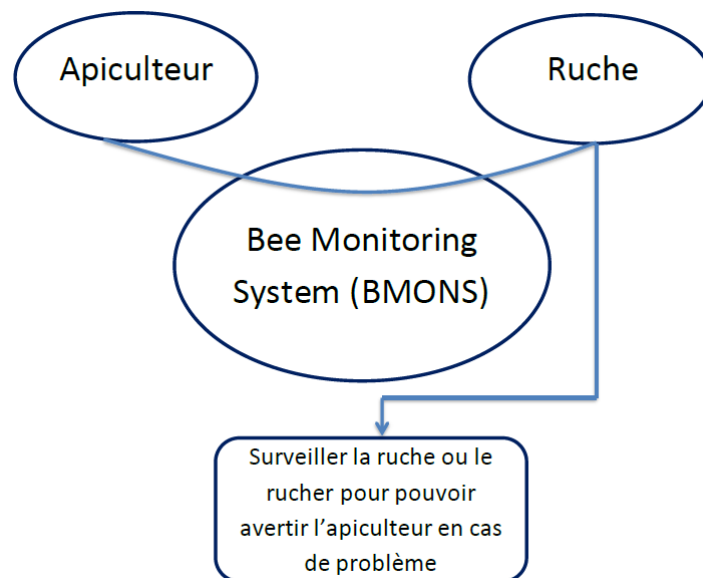 Apiculteur
Ruche
Bee Monitoring
System (BMONS)
Surveiller la ruche ou le
rucher pour pouvoir
avertir l’apiculteur en cas
de problème